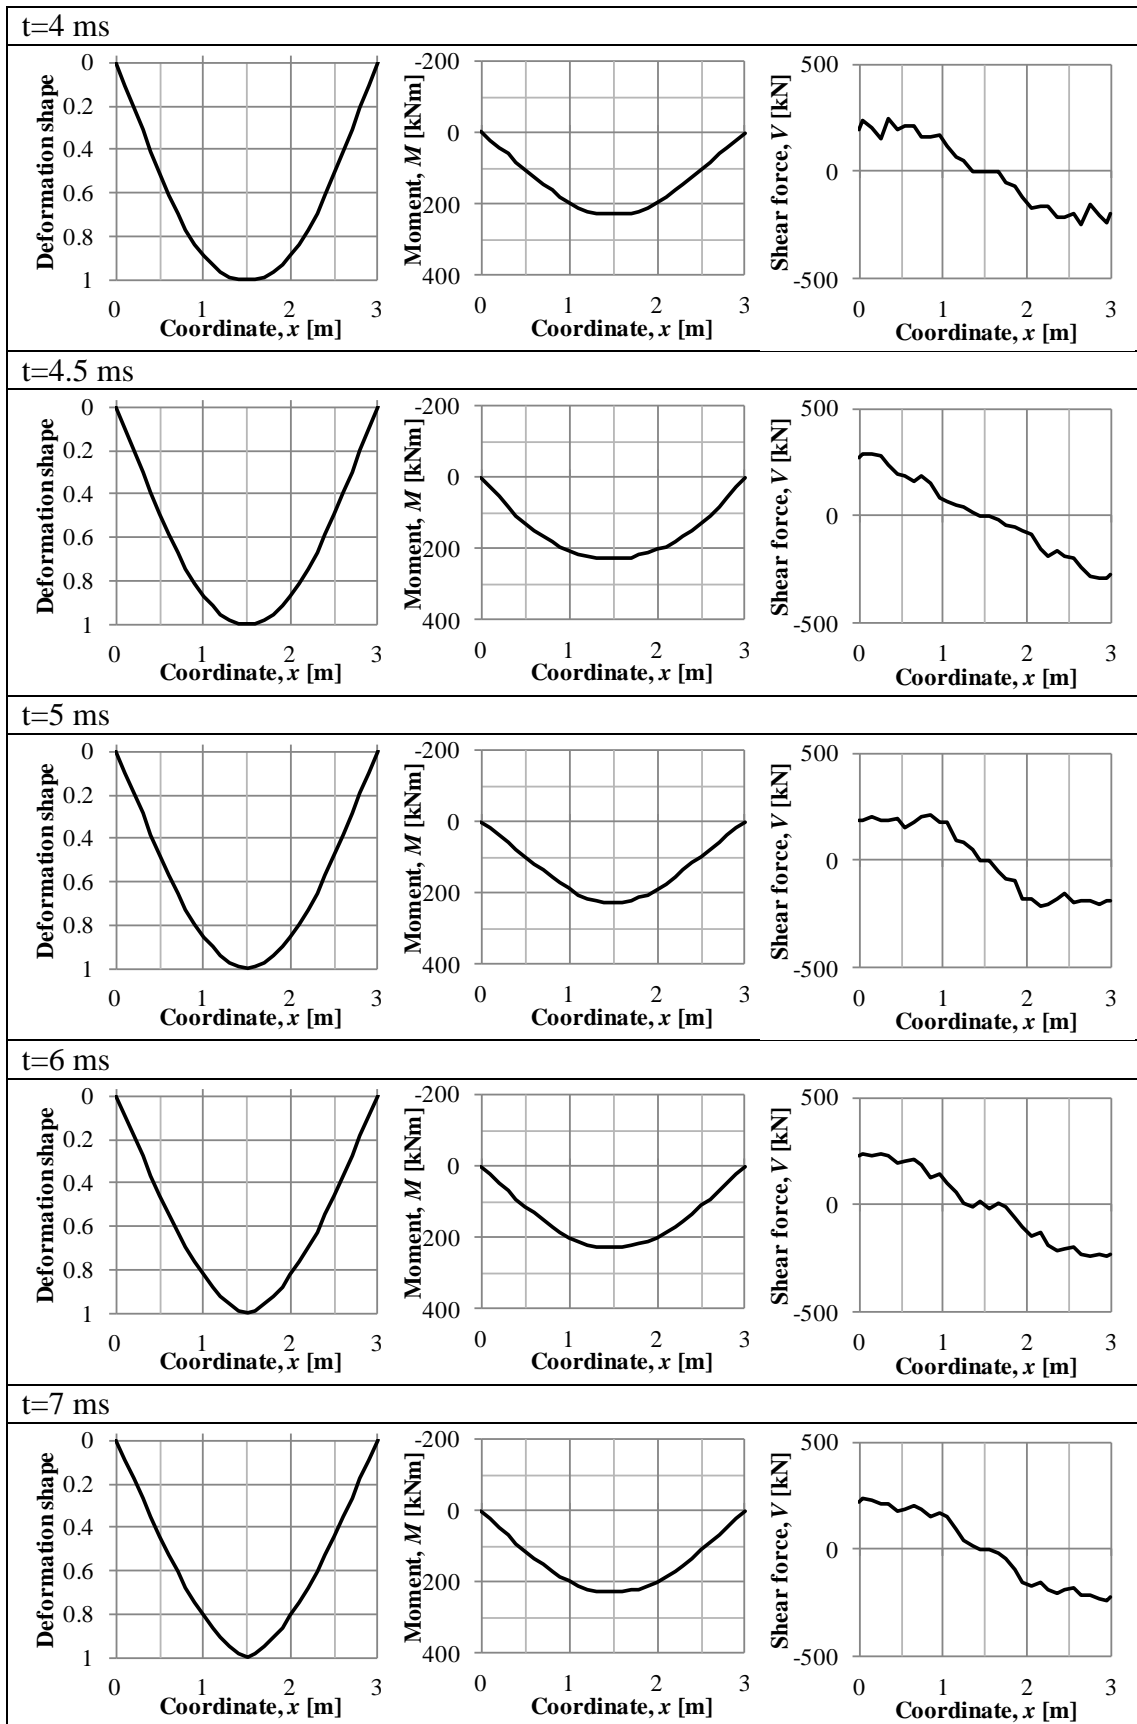 t=4 ms
Deformation shape
0
0.2
0.4
0.6
0.8
1
0 1 2 3
Coordinate, x [m]
Moment, M [kNm]
-200
0
200
400
0 1 2 3
Coordinate, x [m]
Shear force, V [kN]
500
0
-500
0 1 2 3
Coordinate, x [m]
t=4.5 ms
Deformation shape
0
0.2
0.4
0.6
0.8
1
0 1 2 3
Coordinate, x [m]
Moment, M [kNm]
-200
0
200
400
0 1 2 3
Coordinate, x [m]
Shear force, V [kN]
500
0
-500
0 1 2 3
Coordinate, x [m]
t=5 ms
Deformation shape
0
0.2
0.4
0.6
0.8
1
0 1 2 3
Coordinate, x [m]
Moment, M [kNm]
-200
0
200
400
0 1 2 3
Coordinate, x [m]
Shear force, V [kN]
500
0
-500
0 1 2 3
Coordinate, x [m]
t=6 ms
Deformation shape
0
0.2
0.4
0.6
0.8
1
0 1 2 3
Coordinate, x [m]
Moment, M [kNm]
-200
0
200
400
0 1 2 3
Coordinate, x [m]
Shear force, V [kN]
500
0
-500
0 1 2 3
Coordinate, x [m]
t=7 ms
Deformation shape
0
0.2
0.4
0.6
0.8
1
0 1 2 3
Coordinate, x [m]
Moment, M [kNm]
-200
0
200
400
0 1 2 3
Coordinate, x [m]
Shear force, V [kN]
500
0
-500
0 1 2 3
Coordinate, x [m]